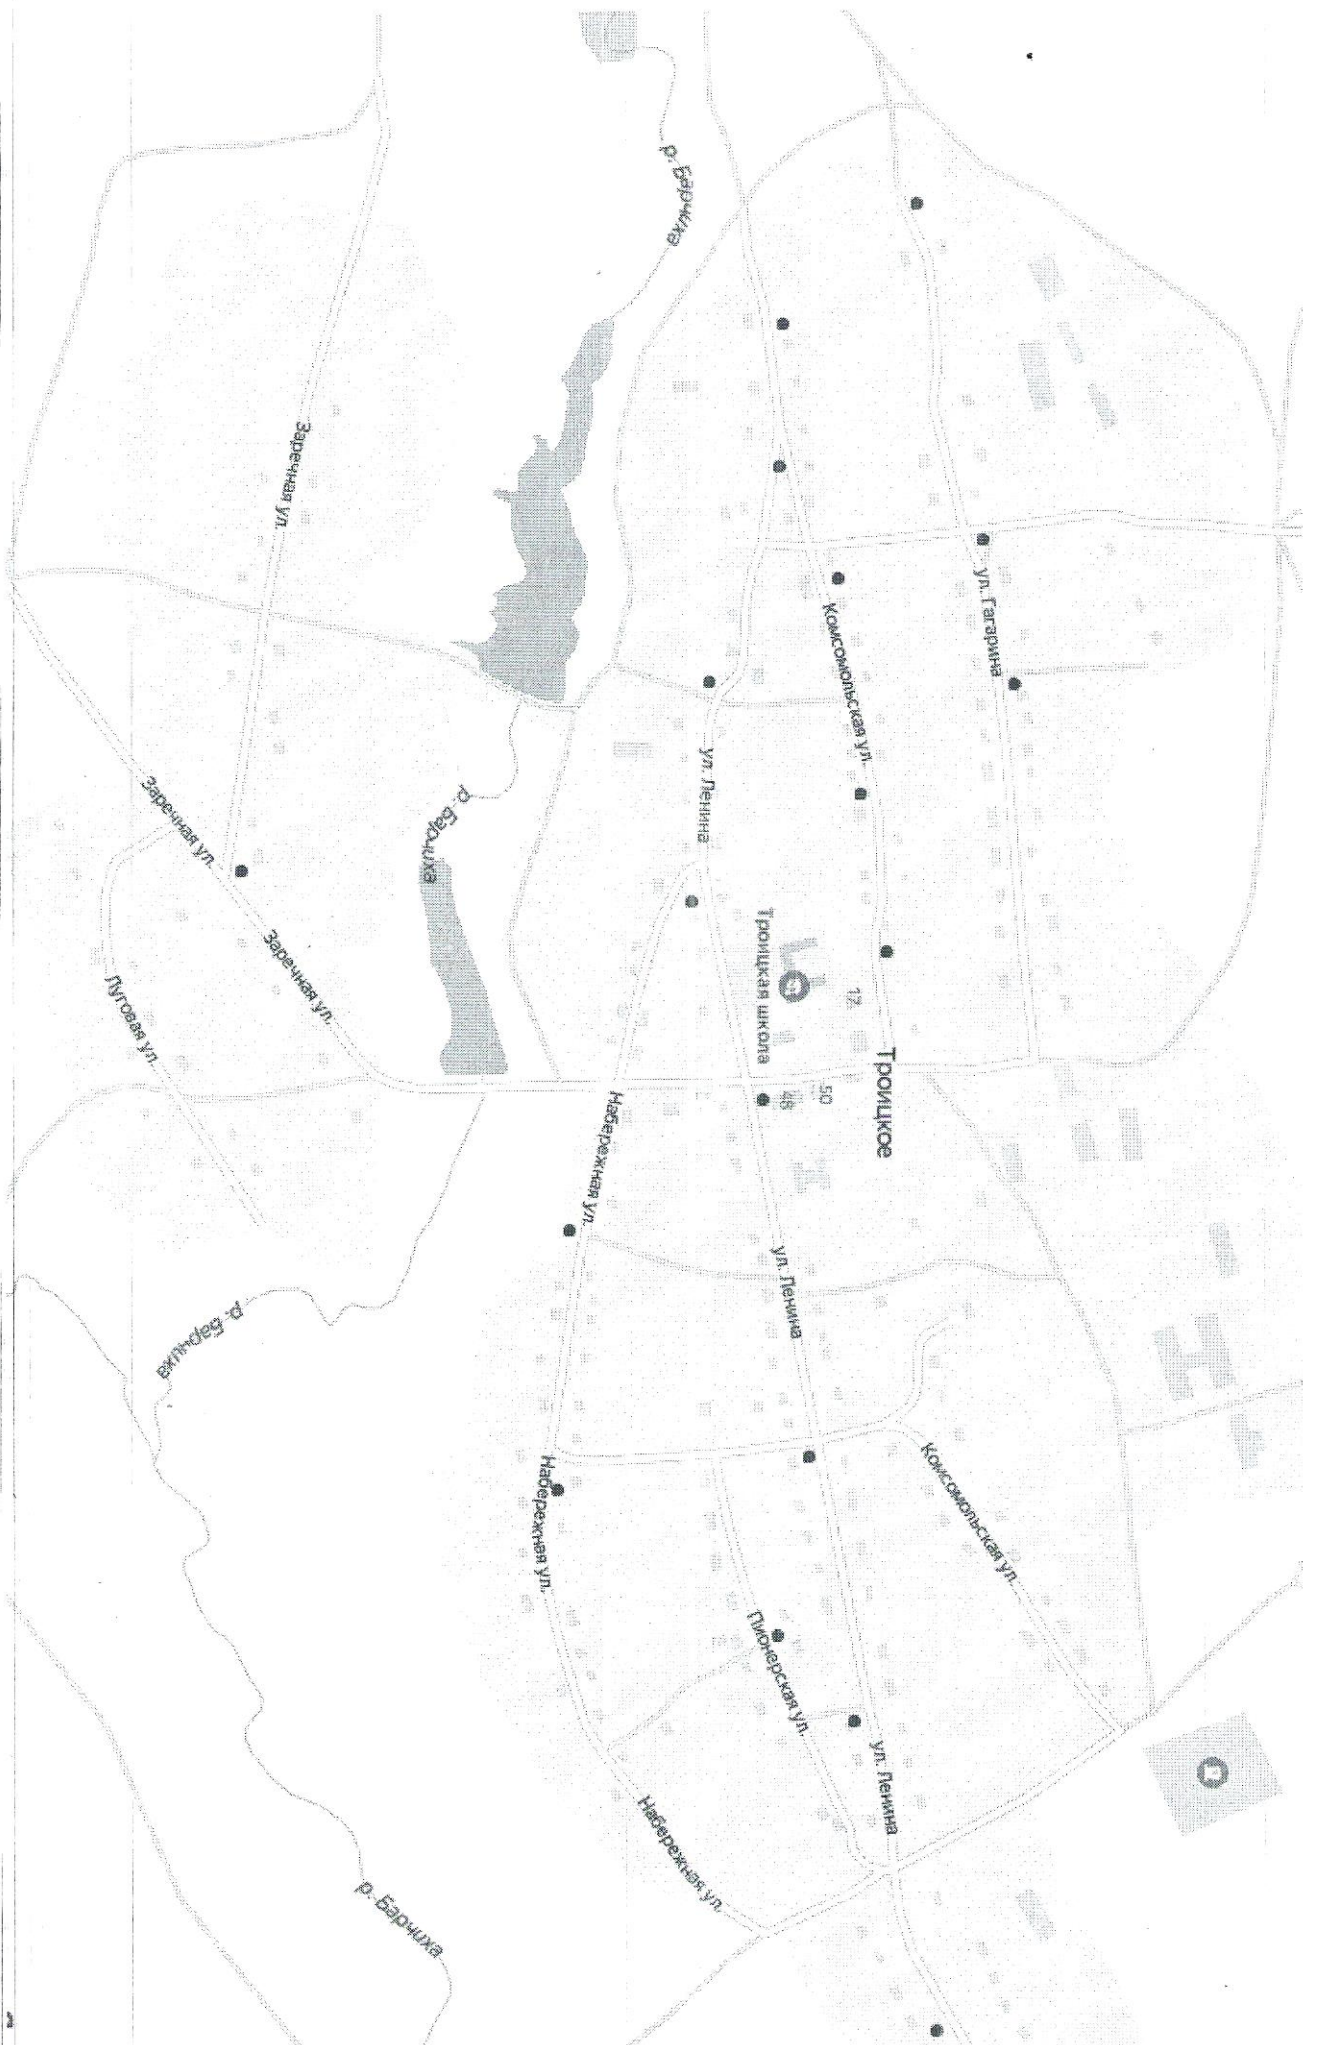 р. Барчиха
Заречная ул.
ул. Гагарина
Комсомольская ул.
ул. Ленина
р. Барчиха
Заречная ул.
Троицкая школа
17
Заречная ул.
Луговая ул.
Троицкое
50
48
Набережная ул.
ул. Ленина
р. Барчиха
Комсомольская ул.
Набережная ул.
Пионерская ул.
ул. Ленина
Набережная ул.
р. Барчиха